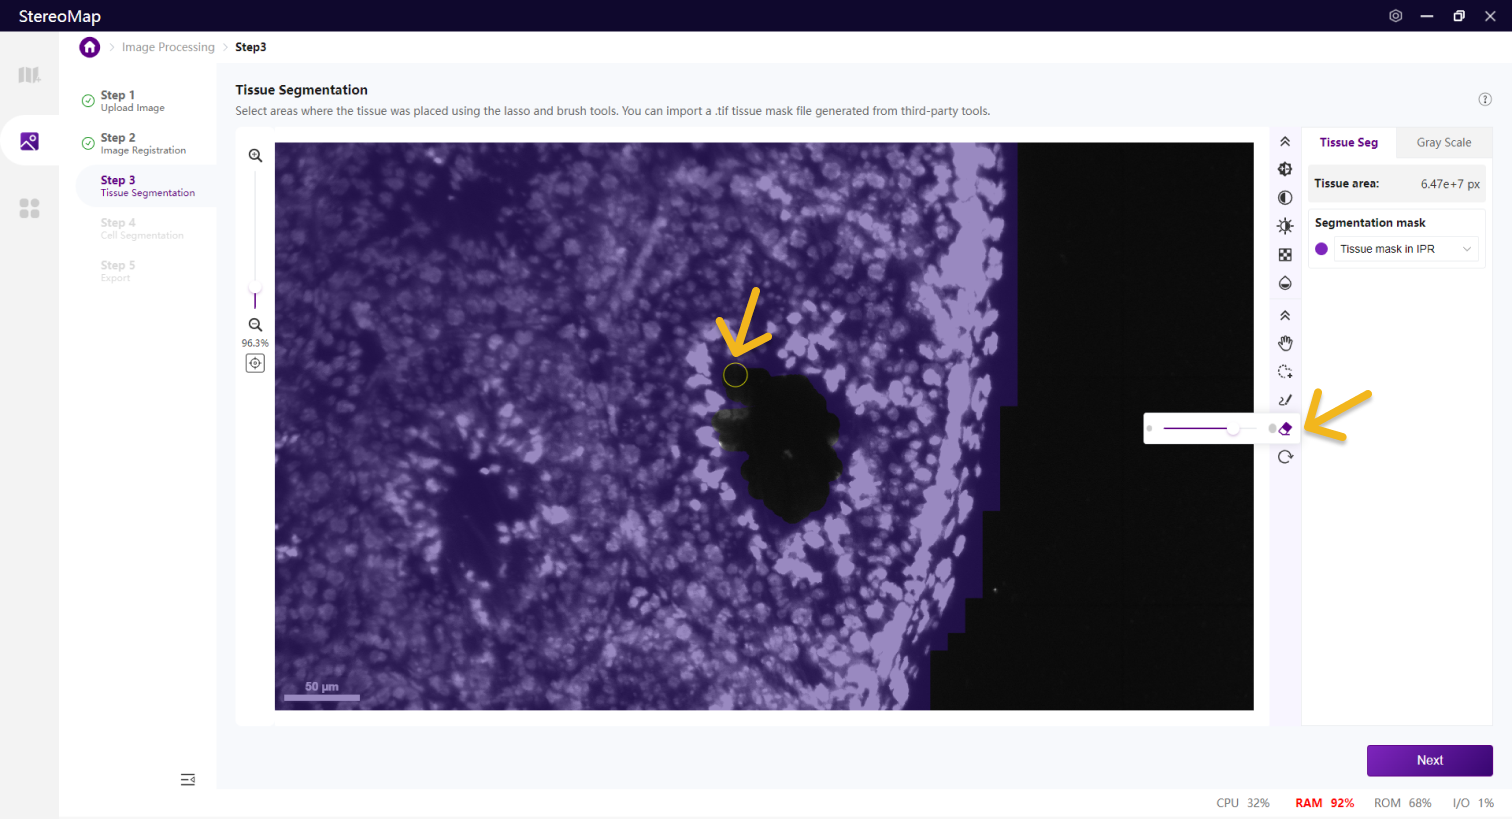 StereoMap
Image Processing
Step3
Step 1
Upload Image
Step 2
Image Registration
Step 3
Tissue Segmentation
Step 4
Cell Segmentation
Step 5
Export
Tissue Segmentation
Select areas where the tissue was placed using the lasso and brush tools. You can import a .tif tissue mask file generated from third-party tools.
96.3%
50 μm
Tissue Seg
Gray Scale
Tissue area: 6.47e+7 px
Segmentation mask
Tissue mask in IPR
Next
CPU 32% RAM 92% ROM 68% I/O 1%